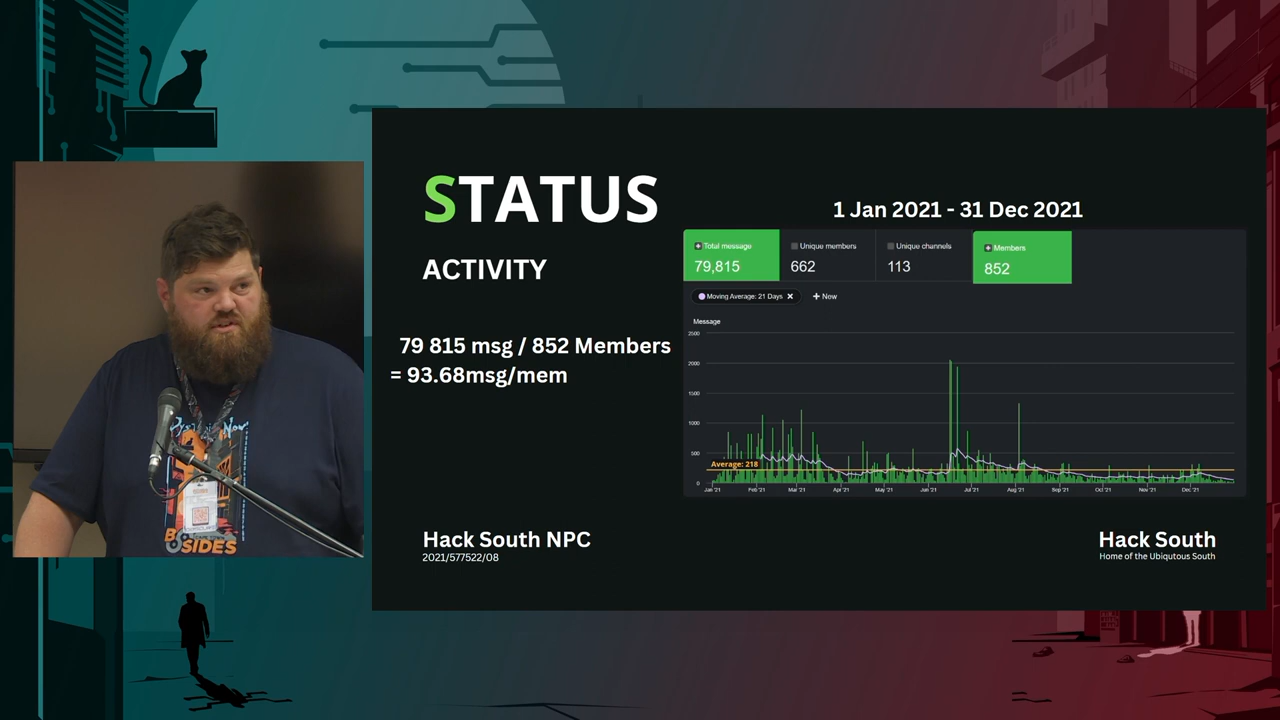 STATUS
ACTIVITY
79 815 msg / 852 Members
= 93.68msg/mem
1 Jan 2021 - 31 Dec 2021
Total message
79,815
Unique members
662
Unique channels
113
Members
852
Moving Average: 21 Days
Now
Message
2500
2000
1500
1000
500
0
Average: 218
Jan '21 Feb '21 Mar '21 Apr '21 May '21 Jun '21 Jul '21 Aug '21 Sep '21 Oct '21 Nov '21 Dec '21
Hack South NPC
2021/577522/08
Hack South
Home of the Ubiqutous South
SIDES